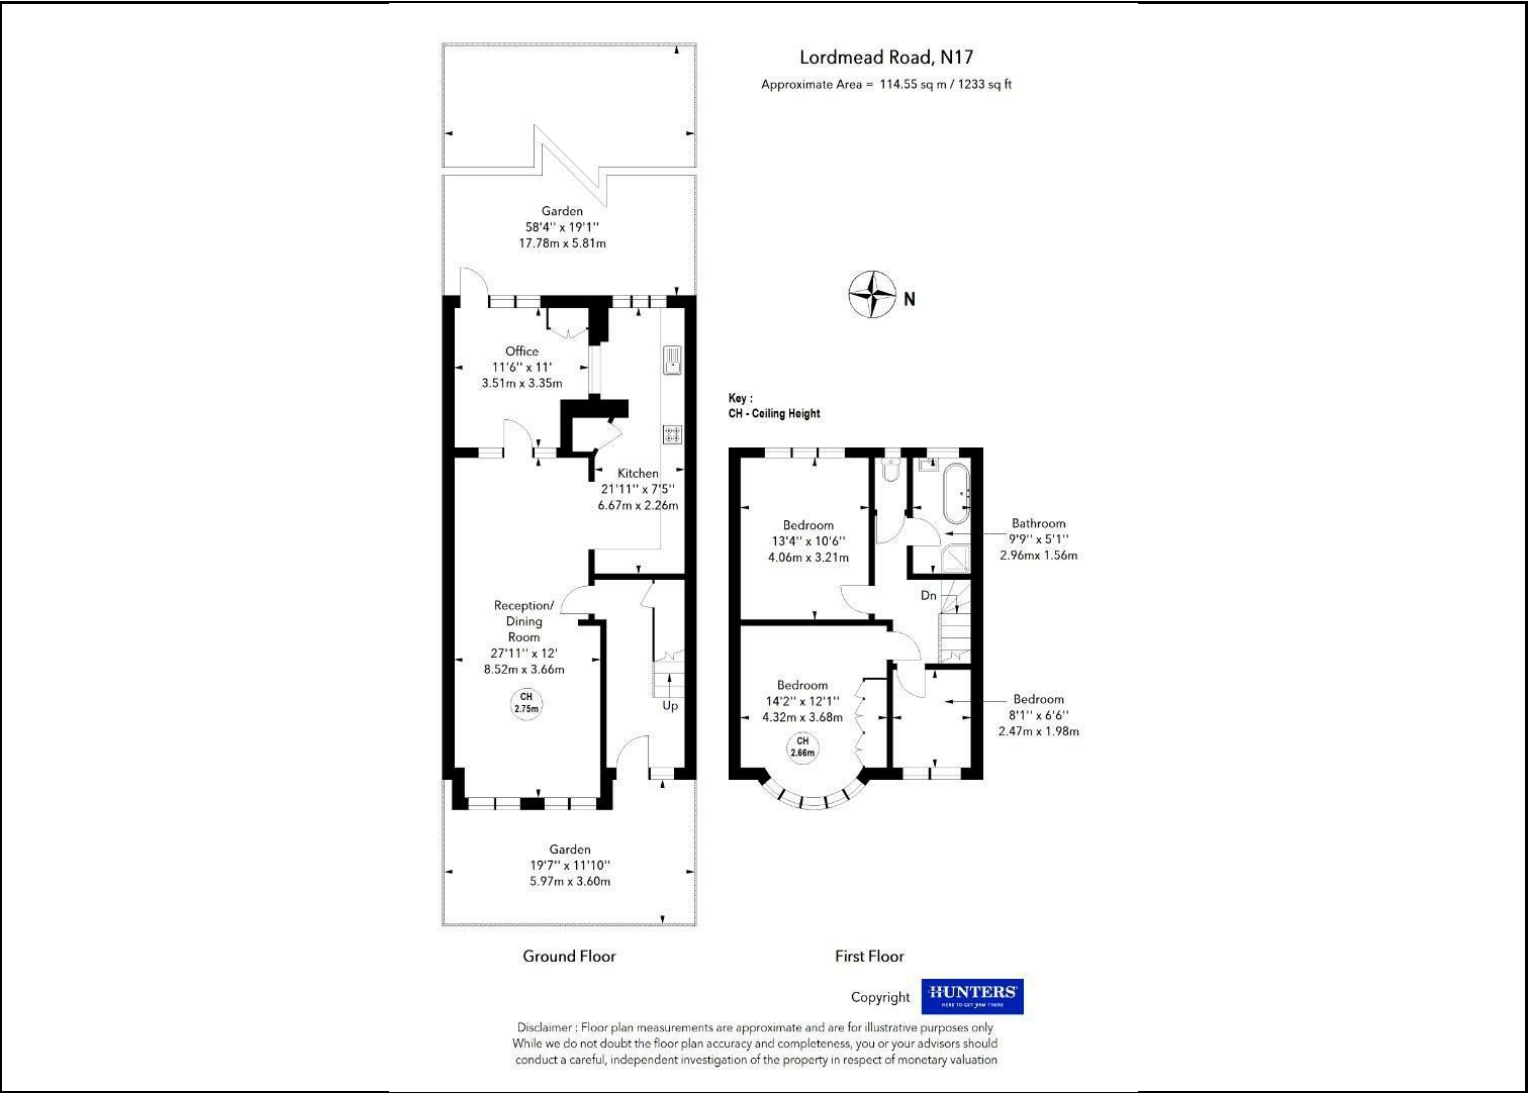 Lordmead Road, N17
Approximate Area = 114.55 sq m / 1233 sq ft
Garden
58'4'' x 19'1''
17.78m x 5.81m
N
Office
11'6'' x 11'
3.51m x 3.35m
Key :
CH - Ceiling Height
Kitchen
21'11'' x 7'5''
6.67m x 2.26m
Bedroom
13'4'' x 10'6''
4.06m x 3.21m
Bathroom
9'9'' x 5'1''
2.96mx 1.56m
Dn
Reception/
Dining
Room
27'11'' x 12'
8.52m x 3.66m
CH
2.75m
Up
Bedroom
14'2'' x 12'1''
4.32m x 3.68m
CH
2.66m
Bedroom
8'1'' x 6'6''
2.47m x 1.98m
Garden
19'7'' x 11'10''
5.97m x 3.60m
Ground Floor
First Floor
Copyright
HUNTERS
HERE TO GET you THERE
Disclaimer : Floor plan measurements are approximate and are for illustrative purposes only
While we do not doubt the floor plan accuracy and completeness, you or your advisors should
conduct a careful, independent investigation of the property in respect of monetary valuation